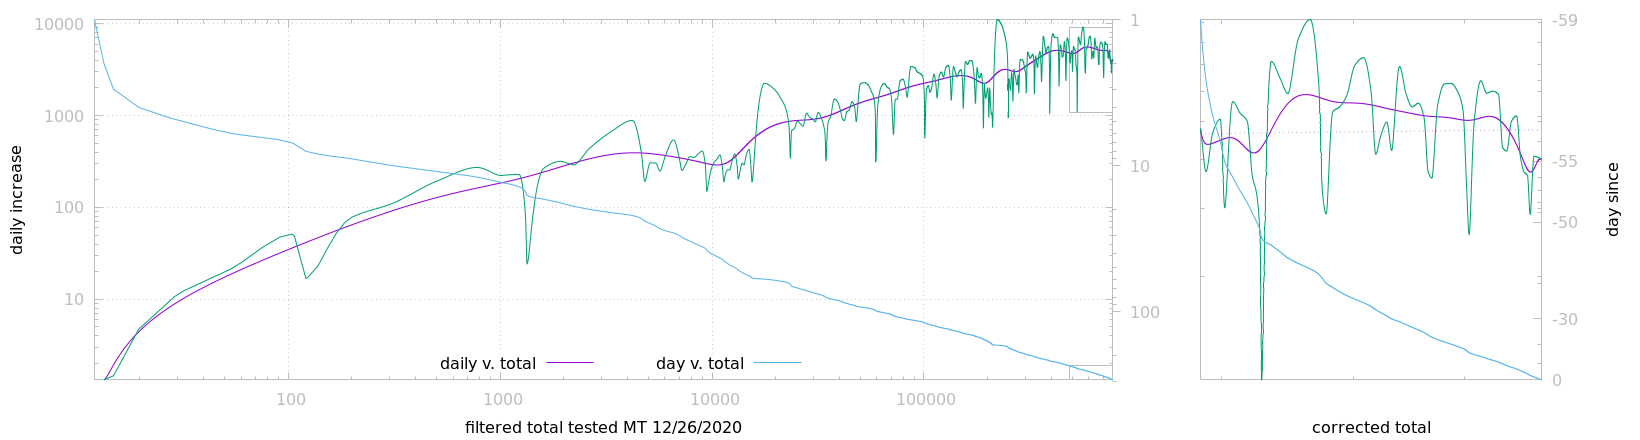 10000
1000
100
10
daily increase
1
10
100
daily v. total
day v. total
100
1000
10000
100000
filtered total tested MT 12/26/2020
-59
-55
-50
-30
0
day since
corrected total